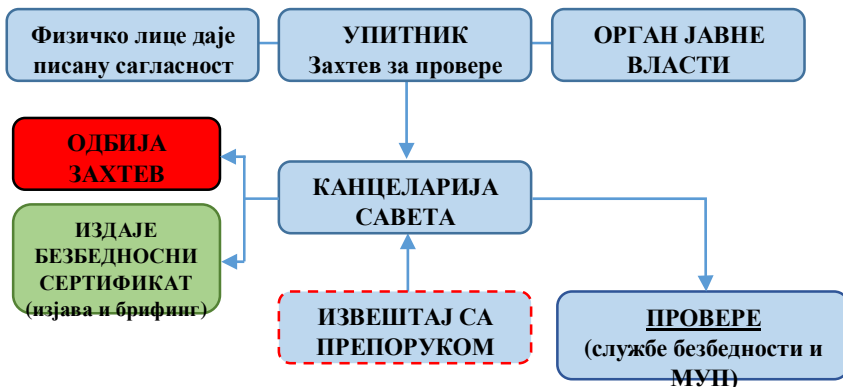 Физичко лице даје
писану сагласност
УПИТНИК
Захтев за провере
ОРГАН ЈАВНЕ
ВЛАСТИ
ОДБИЈА
ЗАХТЕВ
КАНЦЕЛАРИЈА
САВЕТА
ИЗДАЈЕ
БЕЗБЕДНОСНИ
СЕРТИФИКАТ
(изјава и брифинг)
ИЗВЕШТАЈ СА
ПРЕПОРУКОМ
ПРОВЕРЕ
(службе безбедности и
МУП)